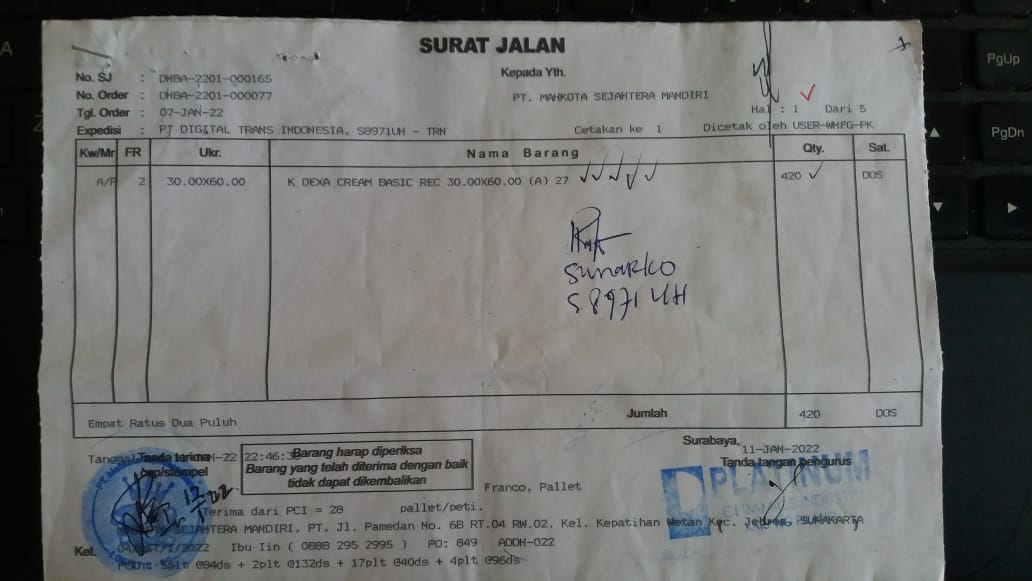 SURAT JALAN
No. SJ : DHBA-2201-000165
Kepada Yth.
No. Order : DHBA-2201-000077
PT. MAHKOTA SEJAHTERA MANDIRI
Tgl. Order : 07-JAN-22
Hal : 1 Dari 5
Expedisi : PT DIGITAL TRANS INDONESIA. S8971UH - TRN
Cetakan ke 1
Dicetak oleh USER-WHFG-PK
Kw/Mr FR Ukr. Nama Barang Qty. Sat.
A/F 2 30.00X60.00 K DEXA CREAM BASIC REC 30.00X60.00 (A) 27 420 DOS
Sunarko
S 8971 UH
Empat Ratus Dua Puluh
Jumlah 420 DOS
Surabaya, 11-JAN-2022
Tanda terima
cap/stempel
22:46:
Barang harap diperiksa
Barang yang telah diterima dengan baik
tidak dapat dikembalikan
Tanda tangan pengurus
PLATINUM
CERAMICS INDUSTRY
Franco, Pallet
Terima dari PCI = 28 pallet/peti.
SEJAHTERA MANDIRI, PT, Jl. Pamedan No. 6B RT.04 RW.02. Kel. Kepatihan Wetan Kec. Jebres SURAKARTA
Ket. /2022 Ibu Iin ( 0888 295 2995 ) PO: 849 ADDH-022
5plt @84ds + 2plt @132ds + 17plt @40ds + 4plt @96ds
PgUp
PgDn